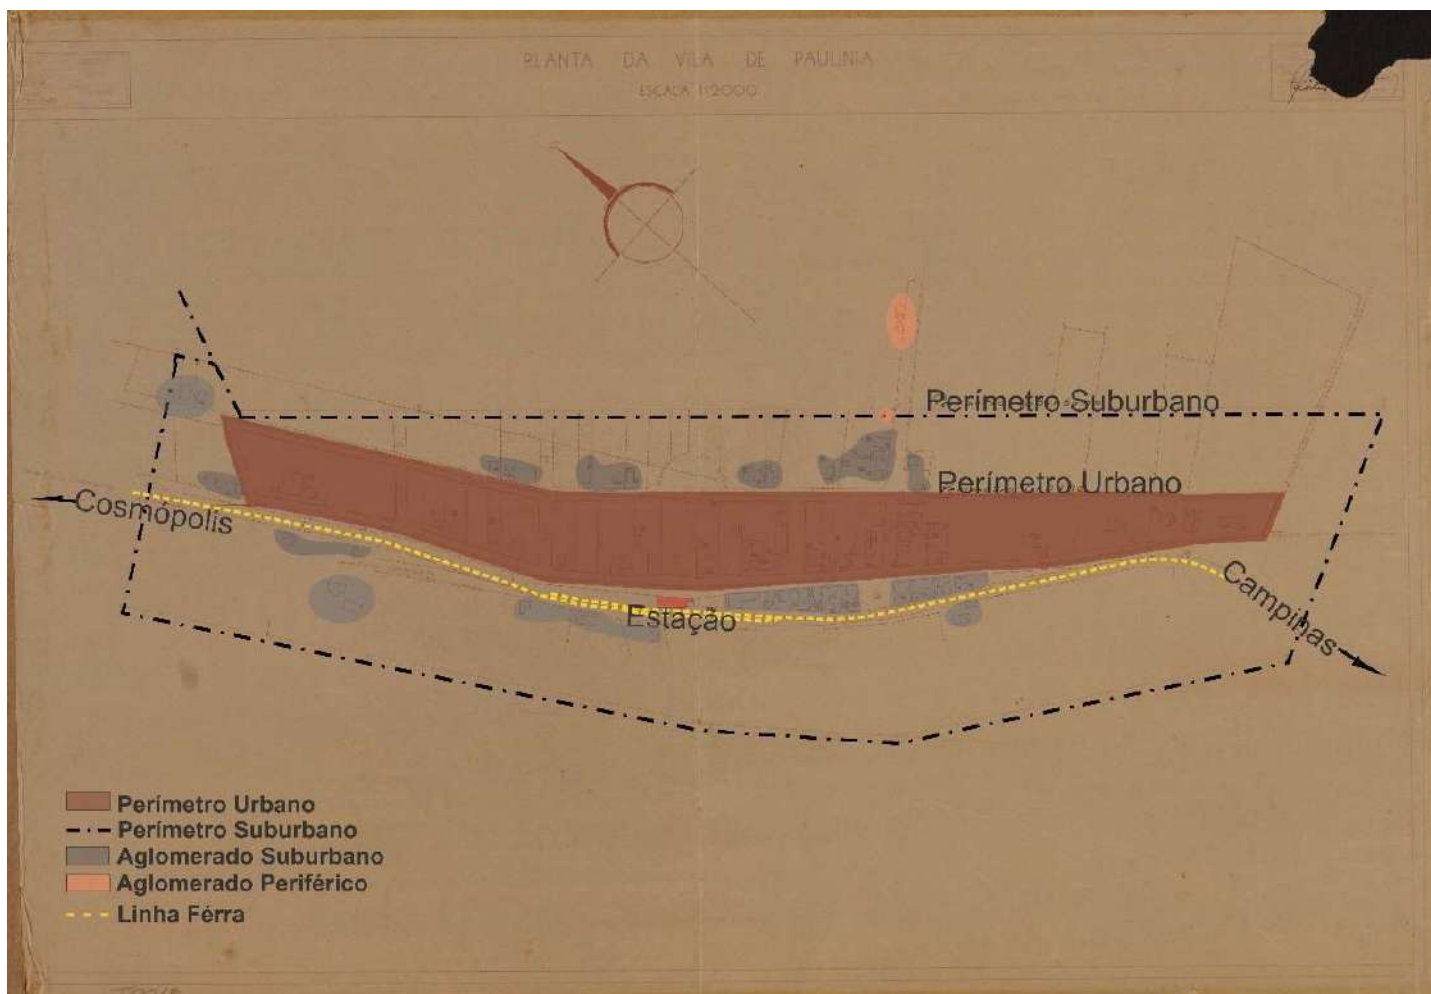 PLANTA DA VILA DE PAULINIA
ESCALA 1:2000
Perímetro Suburbano
Perímetro Urbano
Cosmópolis
Estação
Campinas
Perímetro Urbano
Perímetro Suburbano
Aglomerado Suburbano
Aglomerado Periférico
Linha Férra